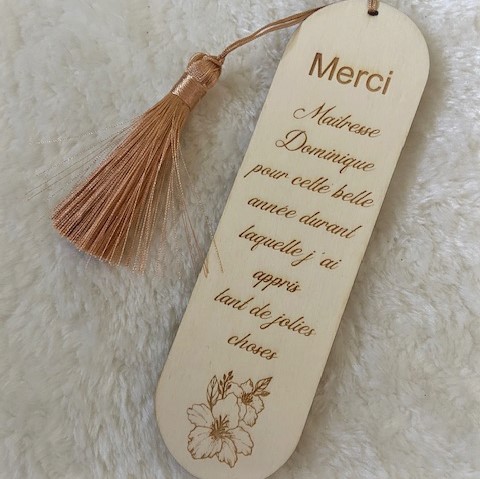 Merci
Maitresse
Dominique
pour cette belle
année durant
laquelle j'ai
appris
tant de jolies
choses